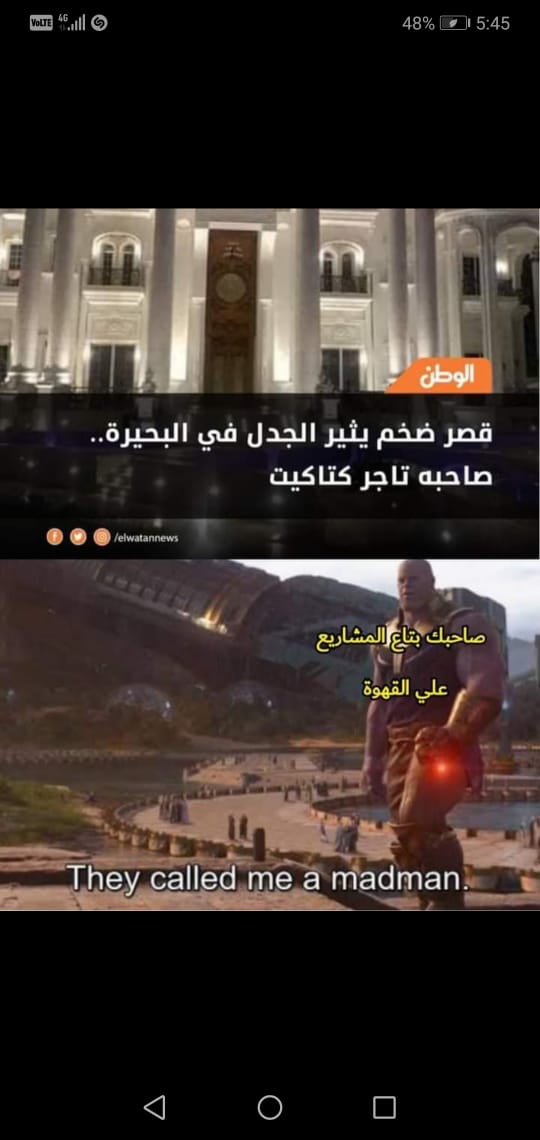 VoLTE 4G 48% 5:45
الوطن
قصر ضخم يثير الجدل في البحيرة..
صاحبه تاجر كتاكيت
/elwatannews
صاحبك بتاع المشاريع
علي القهوة
They called me a madman.